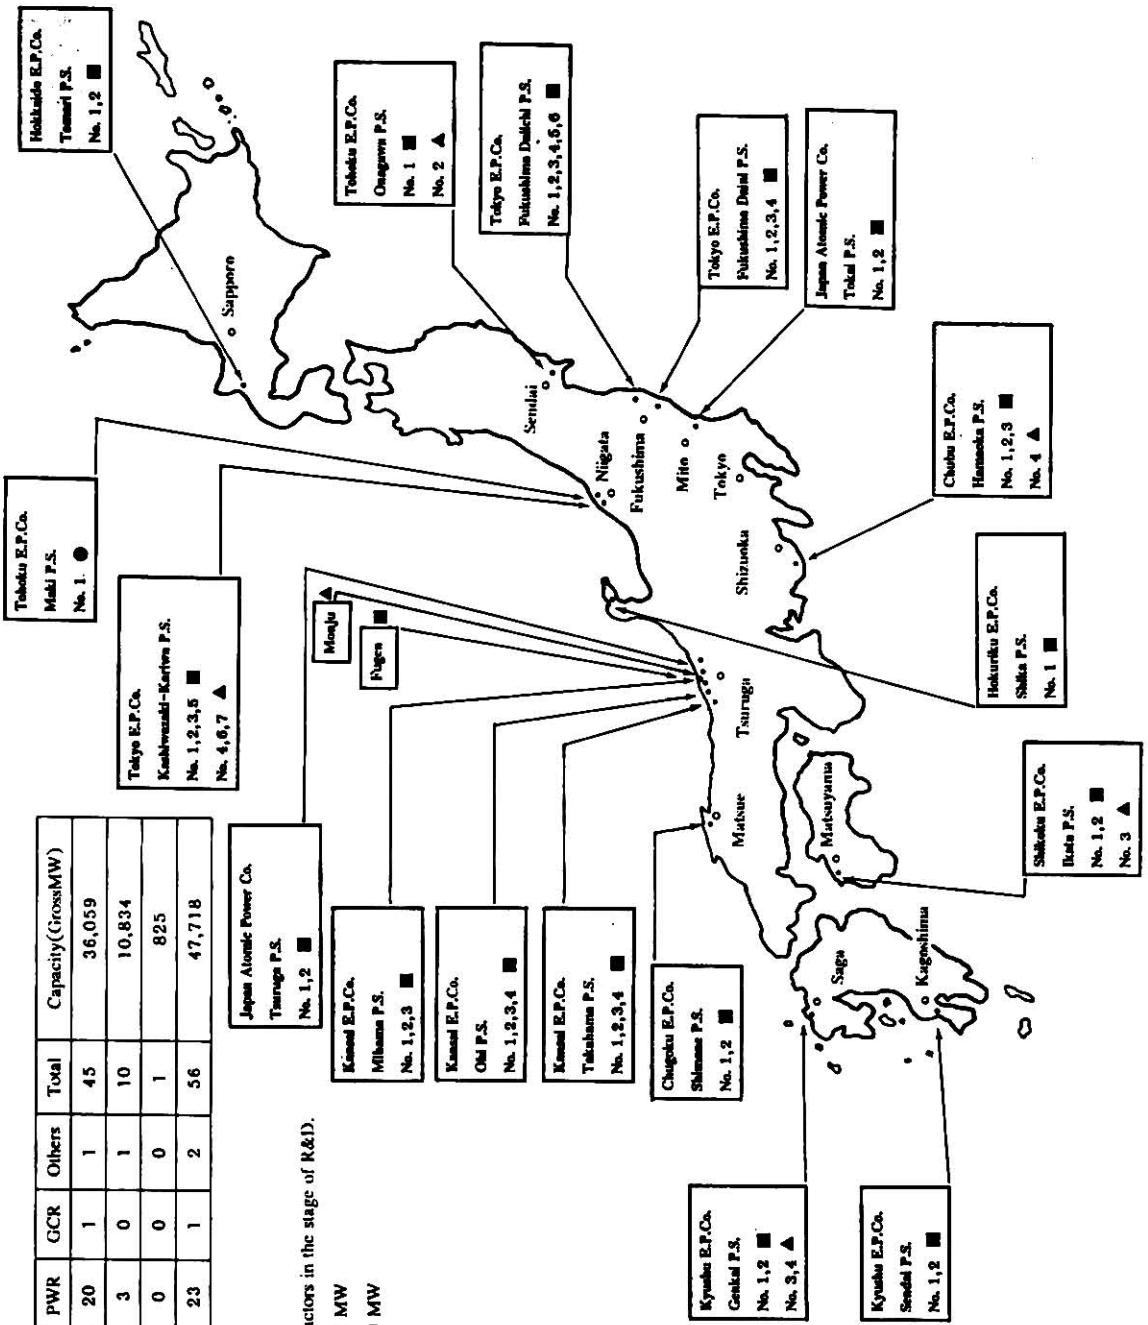 PWR GCR Others Total Capacity(GrossMW)
20 1 1 45 36,059
3 0 1 10 10,834
0 0 0 1 825
23 1 2 56 47,718
actors in the stage of R&D.
MW
MW
Hokkaido E.P.Co.
Tomari P.S.
No. 1,2 ■
Tohoku E.P.Co.
Onagawa P.S.
No. 1 ■
No. 2 ▲
Tokyo E.P.Co.
Fukushima Daiichi P.S.
No. 1,2,3,4,5,6 ■
Tokyo E.P.Co.
Fukushima Daini P.S.
No. 1,2,3,4 ■
Japan Atomic Power Co.
Tokai P.S.
No. 1,2 ■
Chubu E.P.Co.
Hamaoka P.S.
No. 1,2,3 ■
No. 4 ▲
Hokuriku E.P.Co.
Shika P.S.
No. 1 ■
Shikoku E.P.Co.
Ikata P.S.
No. 1,2 ■
No. 3 ▲
Tohoku E.P.Co.
Maki P.S.
No. 1 ●
Tokyo E.P.Co.
Kashiwazaki-Kariwa P.S.
No. 1,2,3,5 ■
No. 4,6,7 ▲
Monju ▲
Fugen ■
Japan Atomic Power Co.
Tsuruga P.S.
No. 1,2 ■
Kansai E.P.Co.
Mihama P.S.
No. 1,2,3 ■
Kansai E.P.Co.
Ohi P.S.
No. 1,2,3,4 ■
Kansai E.P.Co.
Takahama P.S.
No. 1,2,3,4 ■
Chugoku E.P.Co.
Shimane P.S.
No. 1,2 ■
Kyushu E.P.Co.
Genkai P.S.
No. 1,2 ■
No. 3,4 ▲
Kyushu E.P.Co.
Sendai P.S.
No. 1,2 ■
Sapporo
Sendai
Niigata
Fukushima
Mito
Tokyo
Shizuoka
Tsuruga
Matsue
Matsuyama
Saga
Kagoshima